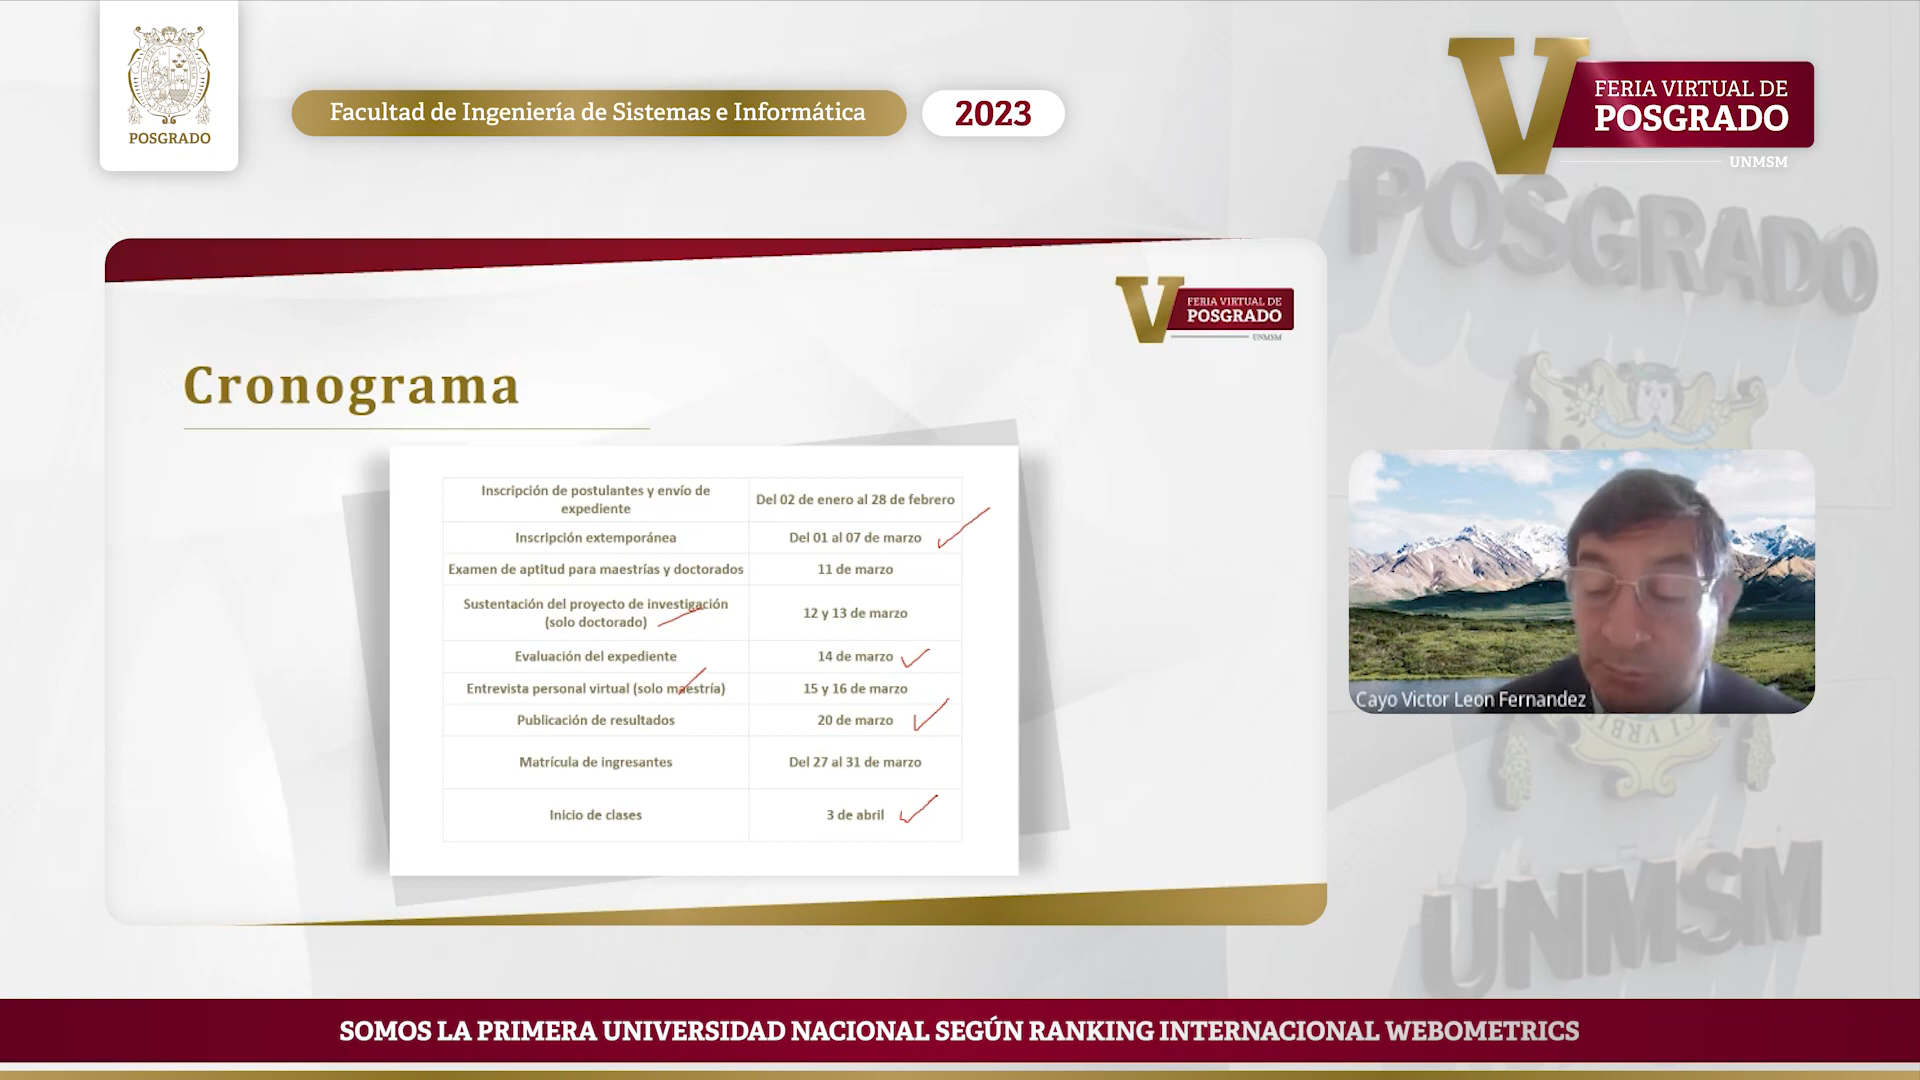 POSGRADO
Facultad de Ingeniería de Sistemas e Informática
2023
V
FERIA VIRTUAL DE
POSGRADO
UNMSM
POSGRADO
V
FERIA VIRTUAL DE
POSGRADO
UNMSM
Cronograma
Inscripción de postulantes y envío de
expediente
Del 02 de enero al 28 de febrero
Inscripción extemporánea
Del 01 al 07 de marzo
Examen de aptitud para maestrías y doctorados
11 de marzo
Sustentación del proyecto de investigación
(solo doctorado)
12 y 13 de marzo
Evaluación del expediente
14 de marzo
Entrevista personal virtual (solo maestría)
15 y 16 de marzo
Publicación de resultados
20 de marzo
Matrícula de ingresantes
Del 27 al 31 de marzo
Inicio de clases
3 de abril
Cayo Victor Leon Fernandez
UNMSM
SOMOS LA PRIMERA UNIVERSIDAD NACIONAL SEGÚN RANKING INTERNACIONAL WEBOMETRICS